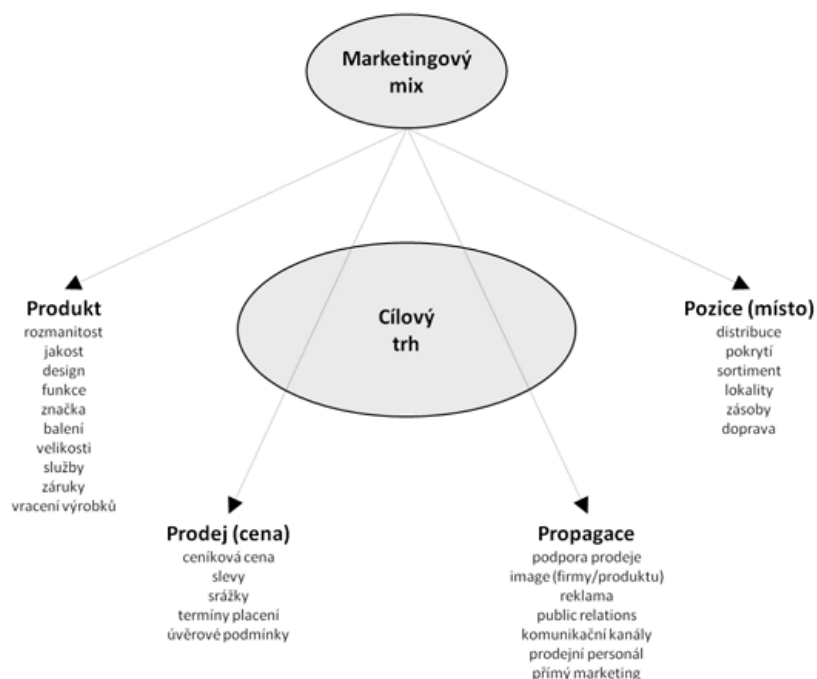 Marketingový
mix
Cílový
trh
Produkt
rozmanitost
jakost
design
funkce
značka
balení
velikosti
služby
záruky
vracení výrobků
Prodej (cena)
ceníková cena
slevy
srážky
termíny placení
úvěrové podmínky
Propagace
podpora prodeje
image (firmy/produktu)
reklama
public relations
komunikační kanály
prodejní personál
přímý marketing
Pozice (místo)
distribuce
pokrytí
sortiment
lokality
zásoby
doprava